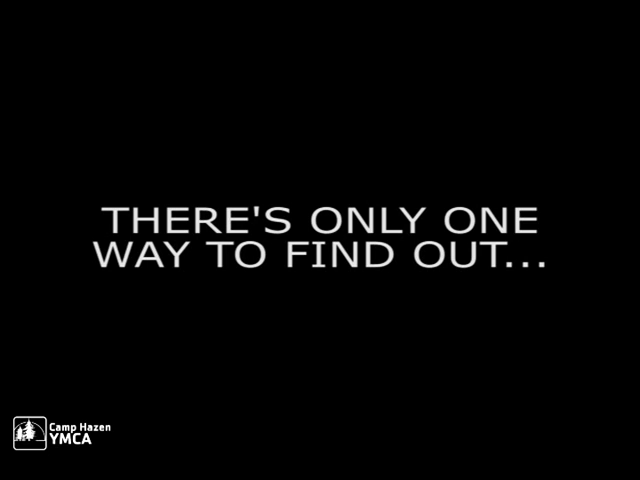 THERE'S ONLY ONE
WAY TO FIND OUT...
Camp Hazen
YMCA